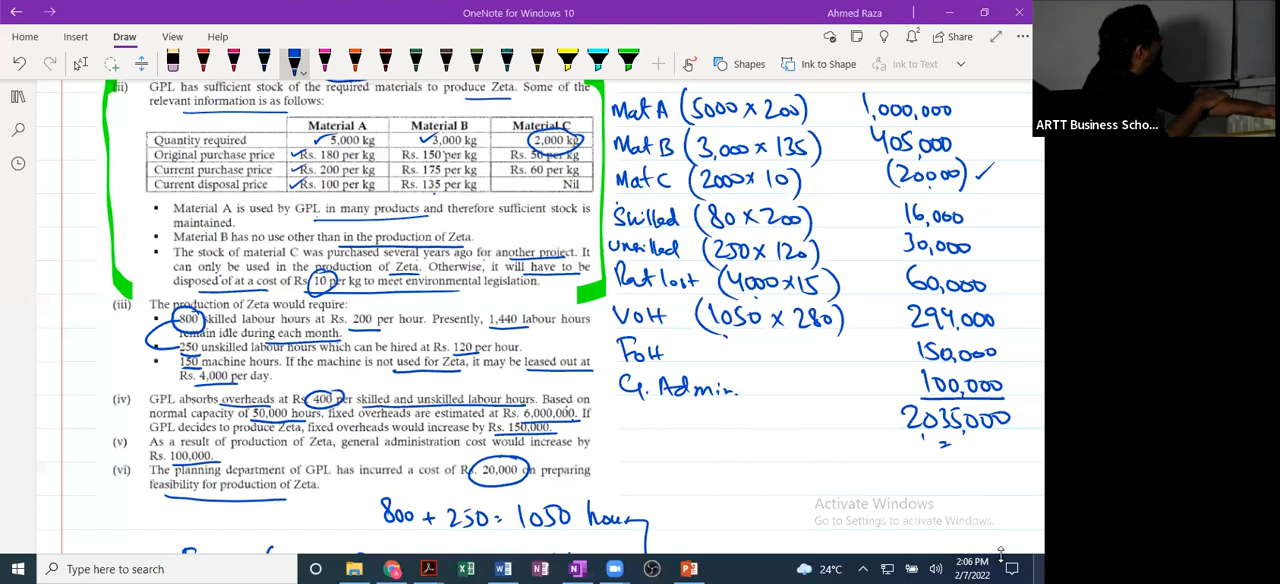 OneNote for Windows 10
Ahmed Raza
Home Insert Draw View Help
Share
Shapes Ink to Shape Ink to Text
(ii) GPL has sufficient stock of the required materials to produce Zeta. Some of the
relevant information is as follows:
Material A Material B Material C
Quantity required 5,000 kg 3,000 kg 2,000 kg
Original purchase price Rs. 180 per kg Rs. 150 per kg Rs. 50 per kg
Current purchase price Rs. 200 per kg Rs. 175 per kg Rs. 60 per kg
Current disposal price Rs. 100 per kg Rs. 135 per kg Nil
▪ Material A is used by GPL in many products and therefore sufficient stock is
maintained.
▪ Material B has no use other than in the production of Zeta.
▪ The stock of material C was purchased several years ago for another project. It
can only be used in the production of Zeta. Otherwise, it will have to be
disposed of at a cost of Rs 10 per kg to meet environmental legislation.
(iii) The production of Zeta would require:
▪ 800 skilled labour hours at Rs. 200 per hour. Presently, 1,440 labour hours
remain idle during each month.
▪ 250 unskilled labour hours which can be hired at Rs. 120 per hour.
▪ 150 machine hours. If the machine is not used for Zeta, it may be leased out at
Rs. 4,000 per day.
(iv) GPL absorbs overheads at Rs 400 per skilled and unskilled labour hours. Based on
normal capacity of 50,000 hours, fixed overheads are estimated at Rs. 6,000,000. If
GPL decides to produce Zeta, fixed overheads would increase by Rs. 150,000.
(v) As a result of production of Zeta, general administration cost would increase by
Rs. 100,000.
(vi) The planning department of GPL has incurred a cost of Rs. 20,000 on preparing
feasibility for production of Zeta.
800 + 250 = 1050 hours
Mat A (5000 × 200) 1,000,000
Mat B (3,000 × 135) 405,000
Mat C (2000 × 10) (20,000) ✓
Skilled (80 × 200) 16,000
unskilled (250 × 120) 30,000
Rent lost (4000 × 15) 60,000
VOH (1050 × 280) 294,000
FOH 150,000
G. Admin. 100,000
2035,000
ARTT Business Scho...
Activate Windows
Go to Settings to activate Windows.
Type here to search
24°C
2:06 PM
2/7/2022